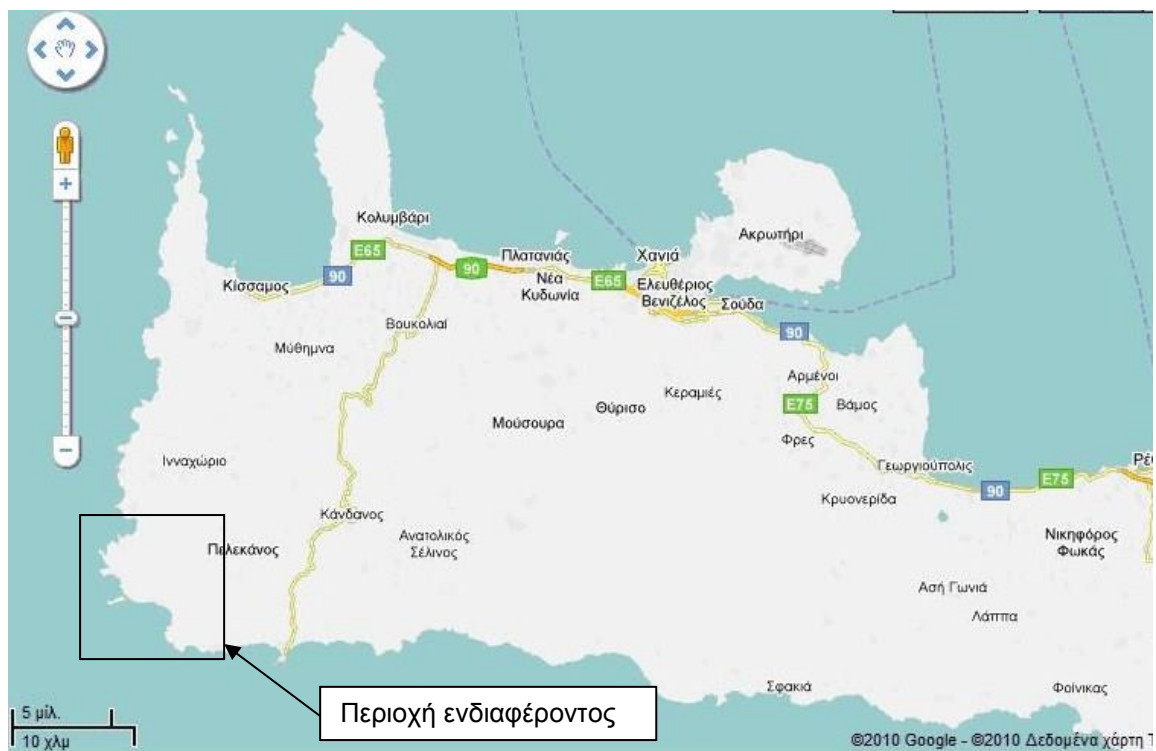 Κολυμβάρι
E65
Πλατανιάς
90
Νέα
Κυδωνία
E65
Χανιά
Ελευθέριος
Βενιζέλος
Σούδα
Ακρωτήρι
Κίσσαμος
90
Βουκολιαί
Μύθημνα
90
Αρμένοι
E75
Βάμος
Φρες
Κεραμιές
Θύρισο
Μούσουρα
Γεωργιούπολις
90
E75
Κρυονερίδα
Ινναχώριο
Κάνδανος
Ανατολικός
Σέλινος
Πελεκάνος
Νικηφόρος
Φωκάς
Ασή Γωνιά
Λάππα
Σφακιά
Φοίνικας
Περιοχή ενδιαφέροντος
5 μίλ.
10 χλμ
©2010 Google - ©2010 Δεδομένα χάρτη